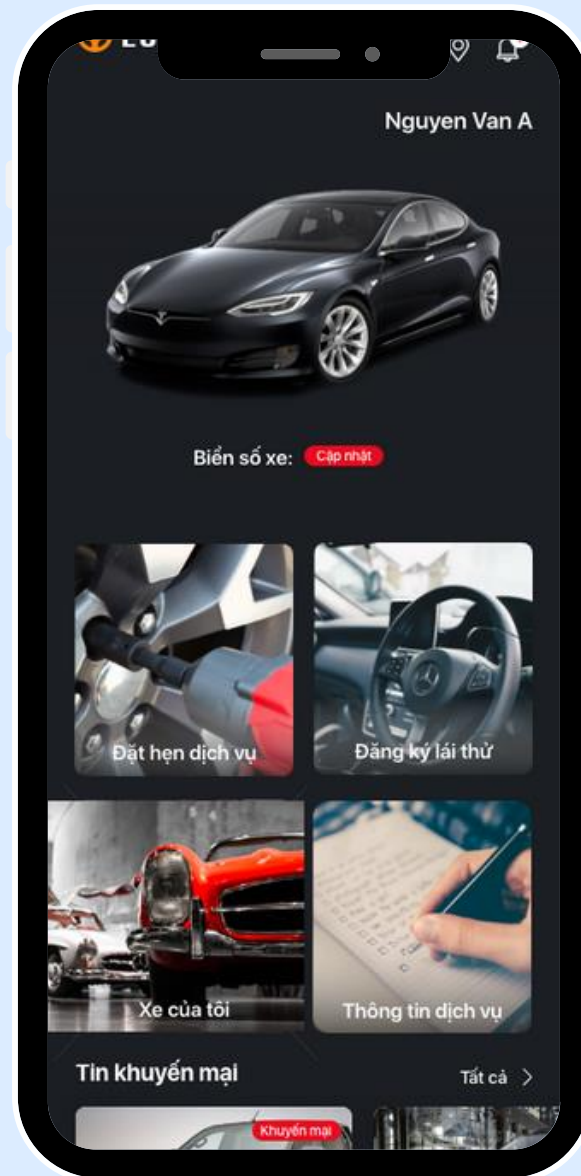 Nguyen Van A
Biển số xe: Cập nhật
Đặt hẹn dịch vụ
Đăng ký lái thử
Xe của tôi
Thông tin dịch vụ
Tin khuyến mại
Tất cả
Khuyến mại